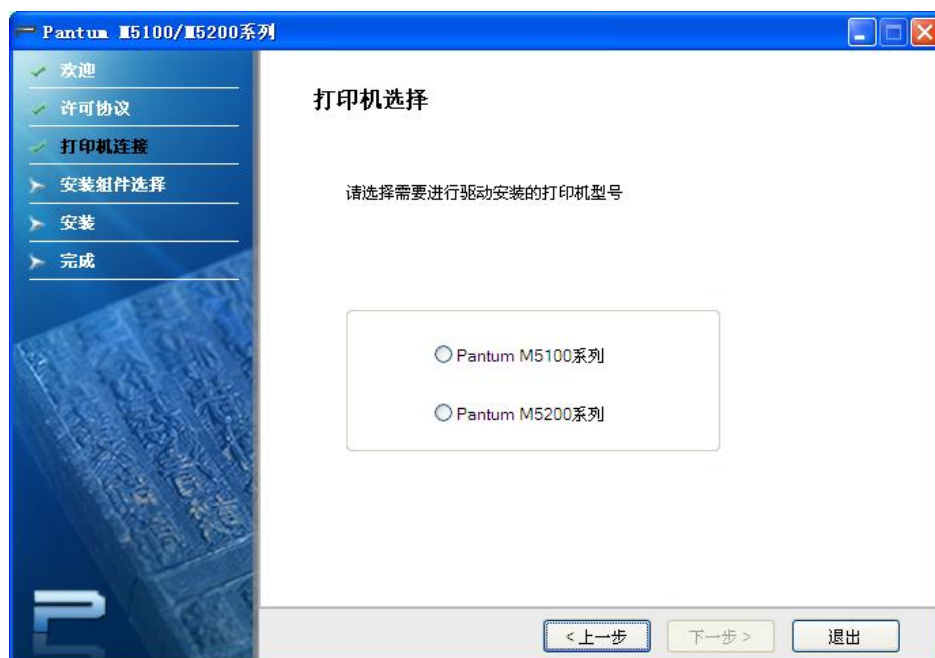 Pantum M5100/M5200系列
欢迎
许可协议
打印机连接
安装组件选择
安装
完成
打印机选择
请选择需要进行驱动安装的打印机型号
Pantum M5100系列
Pantum M5200系列
<上一步
下一步>
退出